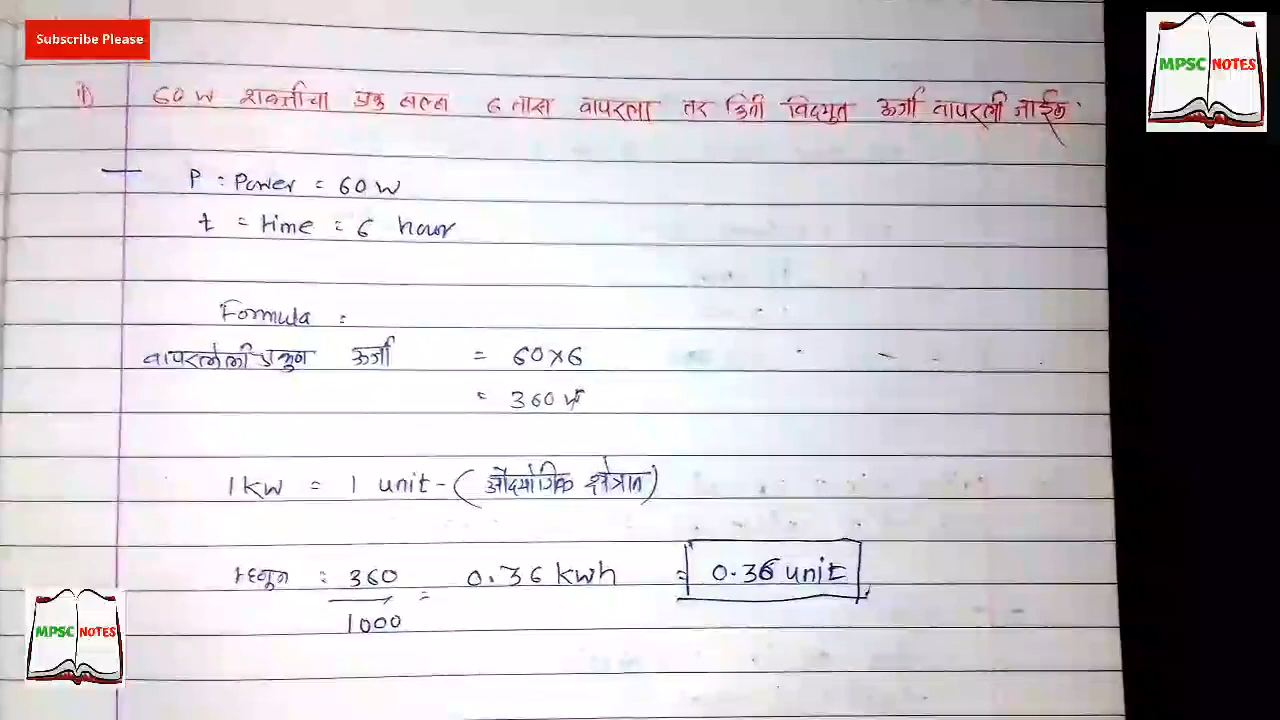 Subscribe Please
MPSC NOTES
1) 60 W शक्तीचा एक बल्ब 6 तास वापरला तर किती विदयुत ऊर्जा वापरली जाईल.
P = Power = 60 W
t = time = 6 hour
Formula =
वापरलेली एकुण ऊर्जा = 60 x 6
= 360 W
1 KW = 1 unit - ( औदयोगिक क्षेत्रात )
म्हणून = 360
1000
= 0.36 kwh = 0.36 unit
MPSC NOTES